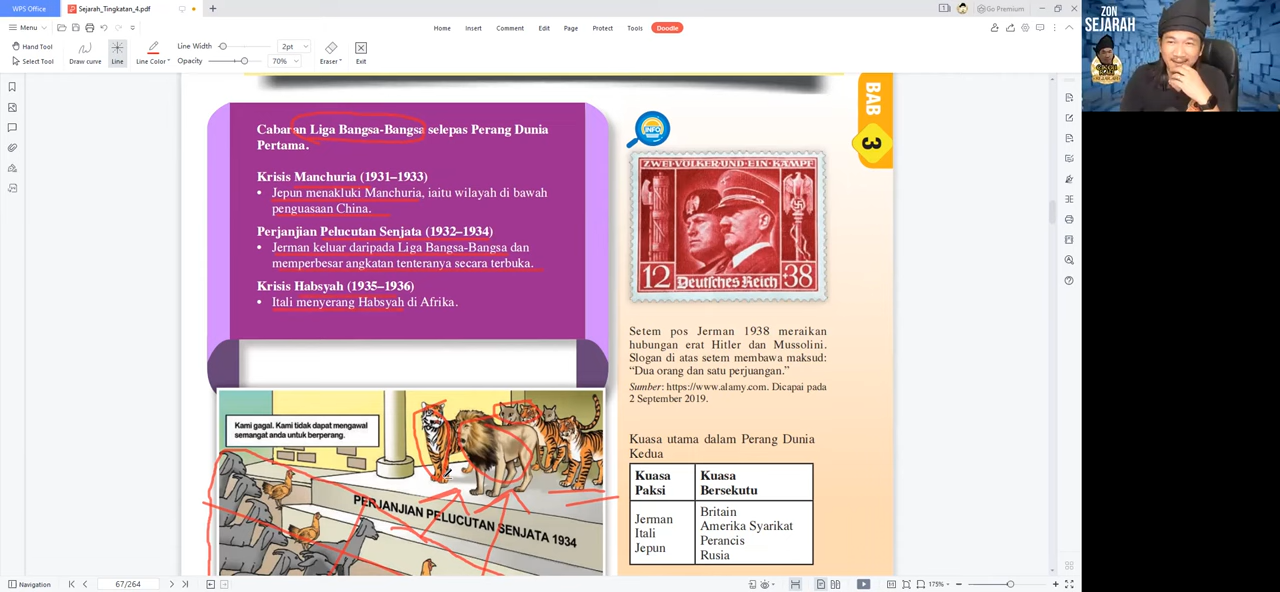 WPS Office
Sejarah_Tingkatan_4.pdf
Go Premium
Menu
Home
Insert
Comment
Edit
Page
Protect
Tools
Doodle
Hand Tool
Select Tool
Draw curve
Line
Line Color
Line Width
2pt
Opacity
70%
Eraser
Exit
ZON
SEJARAH
BAB
3
Cabaran Liga Bangsa-Bangsa selepas Perang Dunia
Pertama.
Krisis Manchuria (1931–1933)
• Jepun menakluki Manchuria, iaitu wilayah di bawah
penguasaan China.
Perjanjian Pelucutan Senjata (1932–1934)
• Jerman keluar daripada Liga Bangsa-Bangsa dan
memperbesar angkatan tenteranya secara terbuka.
Krisis Habsyah (1935–1936)
• Itali menyerang Habsyah di Afrika.
Kami gagal. Kami tidak dapat mengawal
semangat anda untuk berperang.
PERJANJIAN PELUCUTAN SENJATA 1934
INFO
ZWEI·VOLKER·UND·EIN·KAMPF
12 Deutsches Reich +38
Setem pos Jerman 1938 meraikan
hubungan erat Hitler dan Mussolini.
Slogan di atas setem membawa maksud:
“Dua orang dan satu perjuangan.”
Sumber: https://www.alamy.com. Dicapai pada
2 September 2019.
Kuasa utama dalam Perang Dunia
Kedua
Kuasa Paksi
Kuasa Bersekutu
Jerman
Itali
Jepun
Britain
Amerika Syarikat
Perancis
Rusia
Navigation
67/264
175%